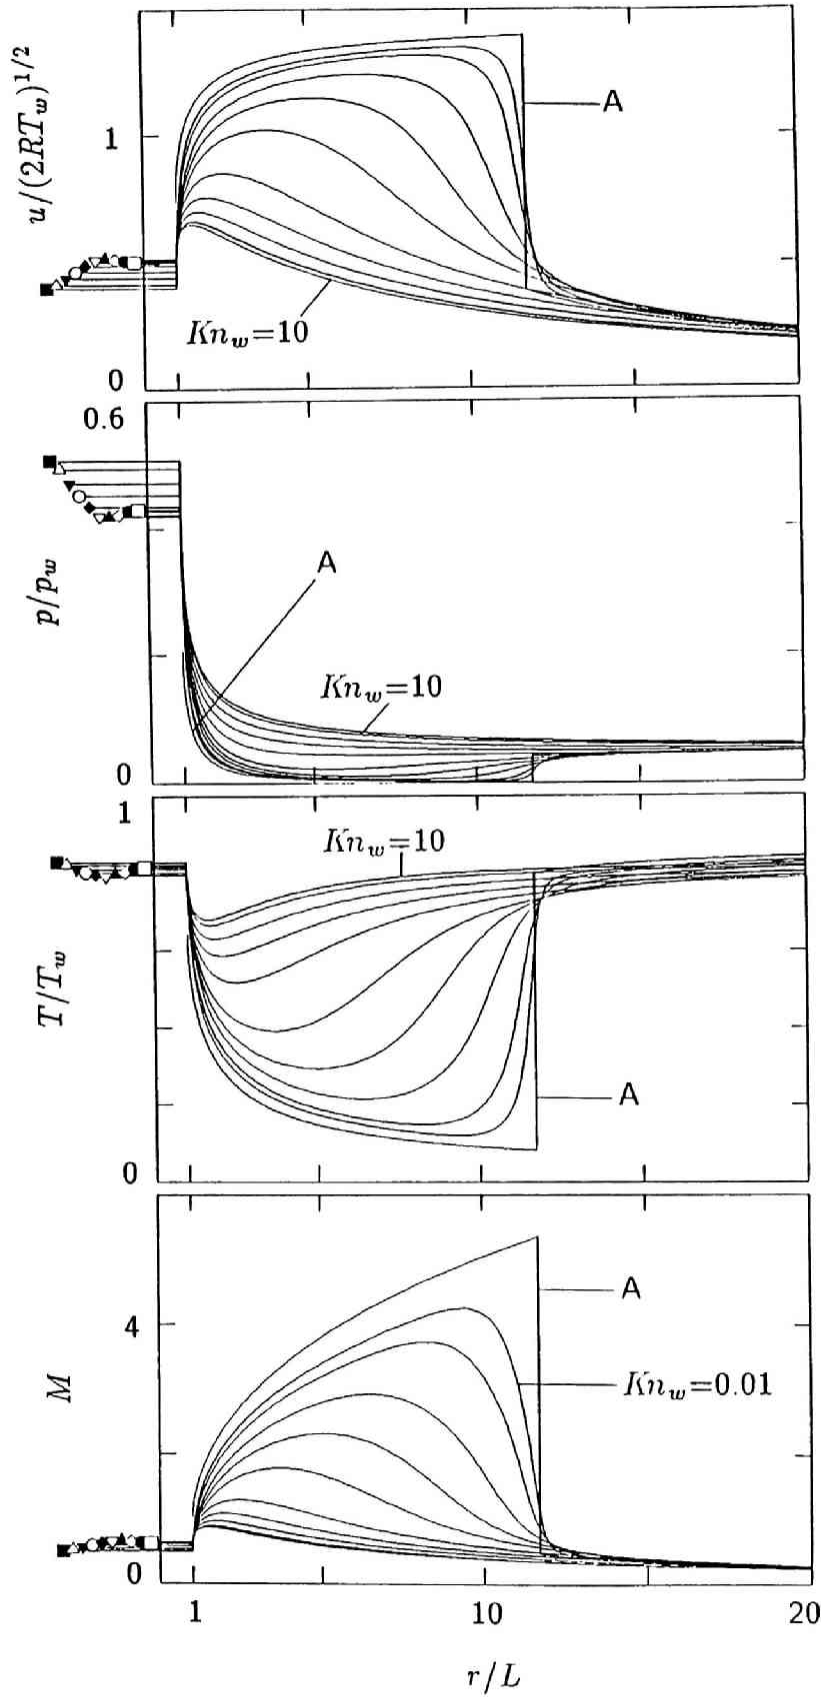 u/(2RT_w)^{1/2}
1
A
Kn_w=10
0
0.6
p/p_w
A
Kn_w=10
0
1
Kn_w=10
T/T_w
A
0
A
4
M
Kn_w=0.01
0
1 10 20
r/L